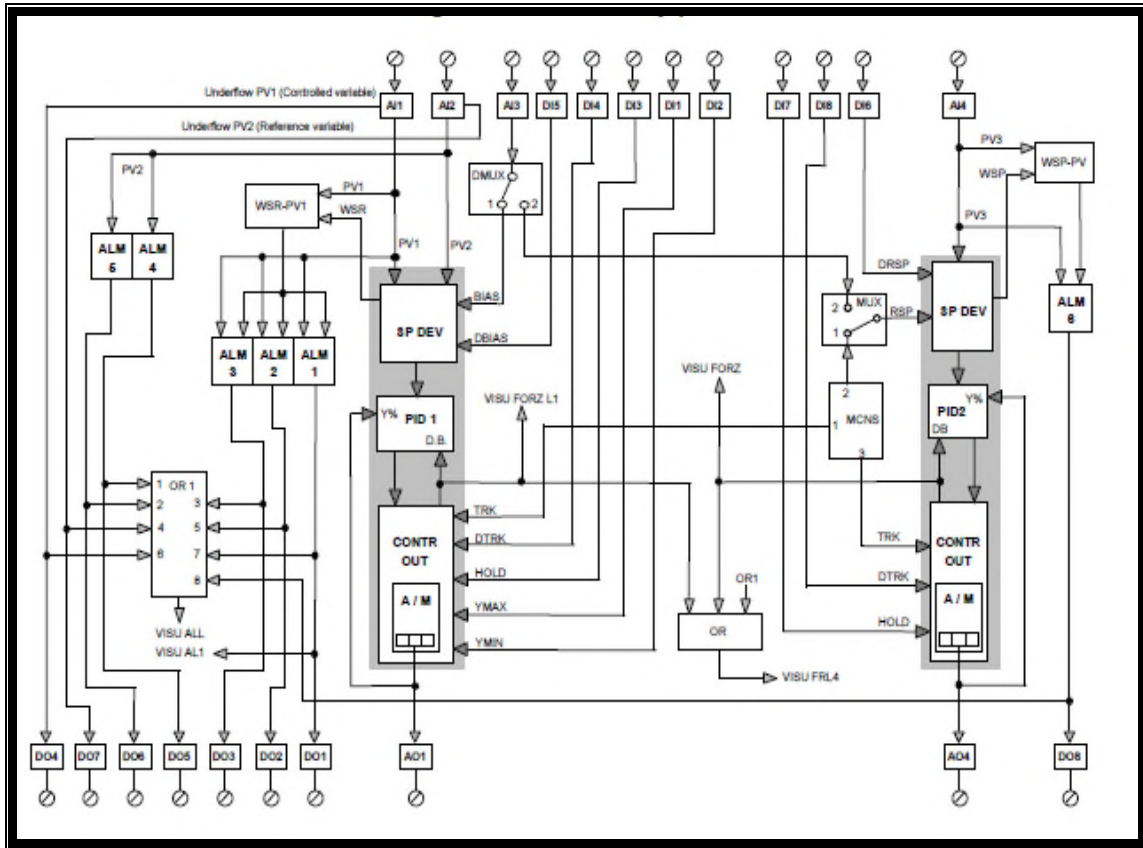 AI1
AI2
AI3
DI5
DI4
DI3
DI1
DI2
DI7
DI8
DI6
AI4
Underflow PV1 (Controlled variable)
Underflow PV2 (Reference variable)
PV2
PV1
WSR
WSR-PV1
DMUX
1
2
PV3
WSP
WSP-PV
ALM
5
ALM
4
PV1
PV2
PV3
BIAS
DBIAS
SP DEV
DRSP
2
MUX
1
RSP
SP DEV
ALM
6
ALM
3
ALM
2
ALM
1
VISU FORZ L1
VISU FORZ
Y%
PID 1
D.B.
2
1
MCNS
3
Y%
PID2
DB
1
OR 1
2
3
4
5
6
7
8
CONTR
OUT
A / M
TRK
DTRK
HOLD
YMAX
YMIN
OR1
OR
TRK
DTRK
HOLD
CONTR
OUT
A / M
VISU ALL
VISU AL1
VISU FRL4
DO4
DO7
DO6
DO5
DO3
DO2
DO1
AO1
AO4
DO8